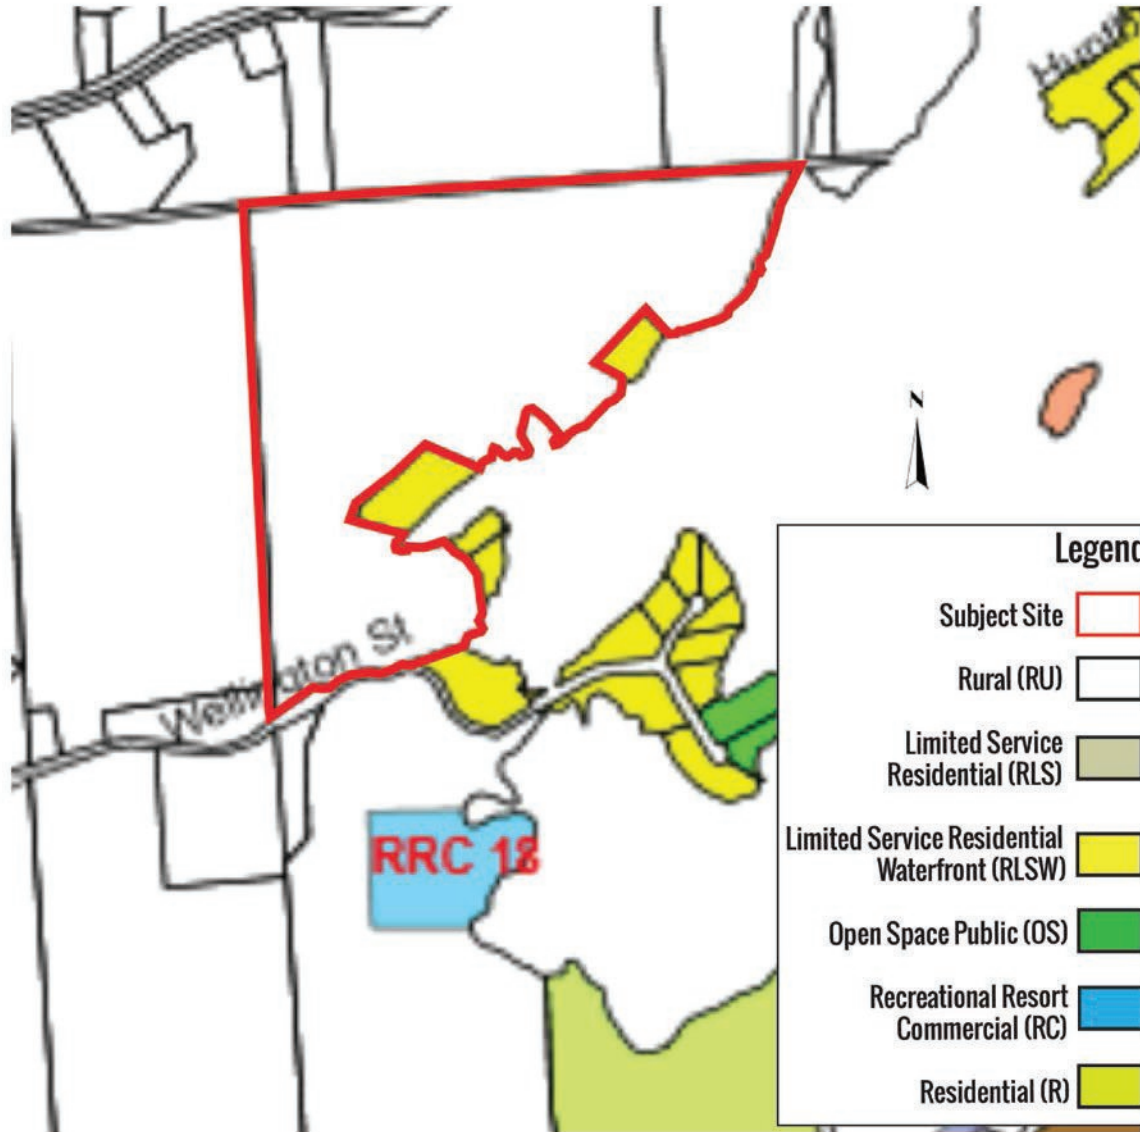 N
Wellington St
RRC 18
Legend
Subject Site
Rural (RU)
Limited Service
Residential (RLS)
Limited Service Residential
Waterfront (RLSW)
Open Space Public (OS)
Recreational Resort
Commercial (RC)
Residential (R)